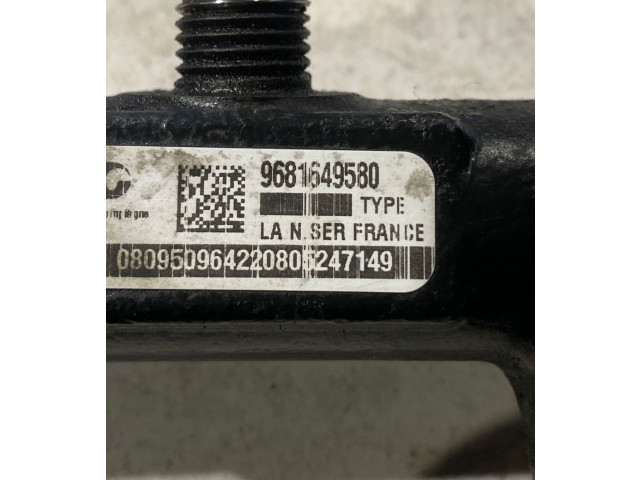 9681649580
TYPE
LA N. SER FRANCE
080950964220805247149